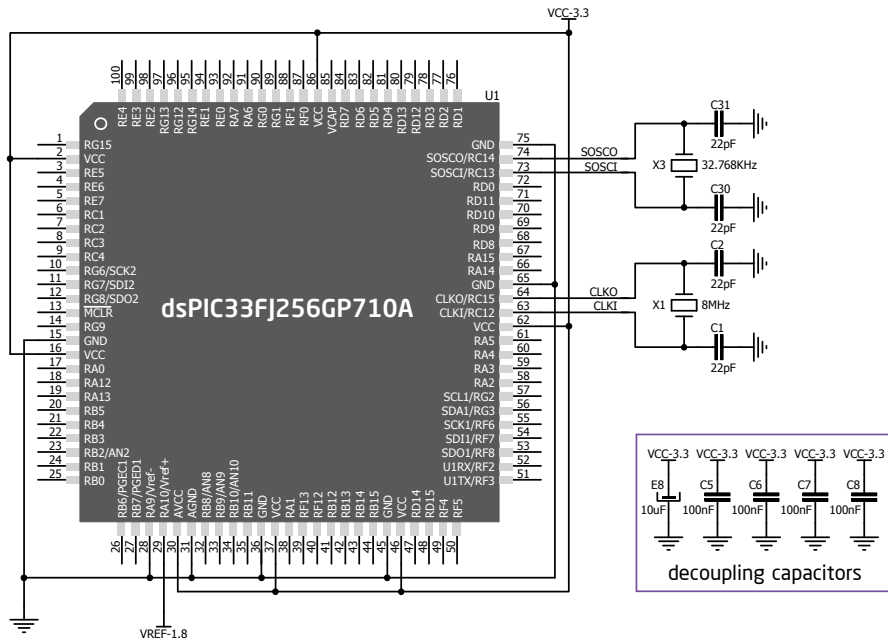 VCC-3.3
100 99 98 97 96 95 94 93 92 91 90 89 88 87 86 85 84 83 82 81 80 79 78 77 76
RE4 RE3 RE2 RG13 RG12 RG14 RE1 RE0 RA7 RA6 RG0 RG1 RF1 RF0 VCC VCAP RD7 RD6 RD5 RD4 RD13 RD12 RD3 RD2 RD1
U1
1 RG15
2 VCC
3 RE5
4 RE6
5 RE7
6 RC1
7 RC2
8 RC3
9 RC4
10 RG6/SCK2
11 RG7/SDI2
12 RG8/SDO2
13 MCLR
14 RG9
15 GND
16 VCC
17 RA0
18 RA12
19 RA13
20 RB5
21 RB4
22 RB3
23 RB2/AN2
24 RB1
25 RB0
dsPIC33FJ256GP710A
GND 75
SOSCO/RC14 74
SOSCI/RC13 73
RD0 72
RD11 71
RD10 70
RD9 69
RD8 68
RA15 67
RA14 66
GND 65
CLKO/RC15 64
CLKI/RC12 63
VCC 62
RA5 61
RA4 60
RA3 59
RA2 58
SCL1/RG2 57
SDA1/RG3 56
SCK1/RF6 55
SDI1/RF7 54
SDO1/RF8 53
U1RX/RF2 52
U1TX/RF3 51
RB6/PGEC1 RB7/PGED1 RA9/Vref- RA10/Vref+ AVCC AGND RB8/AN8 RB9/AN9 RB10/AN10 RB11 GND VCC RA1 RF13 RF12 RB12 RB13 RB14 RB15 GND VCC RD14 RD15 RF4 RF5
26 27 28 29 30 31 32 33 34 35 36 37 38 39 40 41 42 43 44 45 46 47 48 49 50
VREF-1.8
SOSCO
SOSCI
C31
22pF
X3 32.768KHz
C30
22pF
CLKO
CLKI
C2
22pF
X1 8MHz
C1
22pF
VCC-3.3 VCC-3.3 VCC-3.3 VCC-3.3 VCC-3.3
E8 C5 C6 C7 C8
10uF 100nF 100nF 100nF 100nF
decoupling capacitors